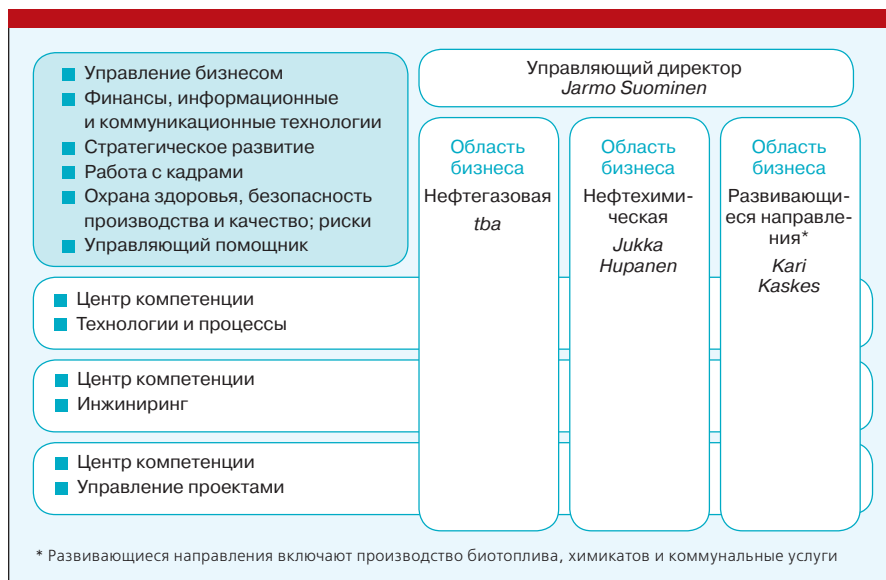 Управление бизнесом
Финансы, информационные
и коммуникационные технологии
Стратегическое развитие
Работа с кадрами
Охрана здоровья, безопасность
производства и качество; риски
Управляющий помощник
Управляющий директор
Jarmo Suominen
Область
бизнеса
Нефтегазовая
tba
Область
бизнеса
Нефтехими-
ческая
Jukka
Hupanen
Область
бизнеса
Развивающи-
еся направле-
ния*
Kari
Kaskes
Центр компетенции
Технологии и процессы
Центр компетенции
Инжиниринг
Центр компетенции
Управление проектами
* Развивающиеся направления включают производство биотоплива, химикатов и коммунальные услуги